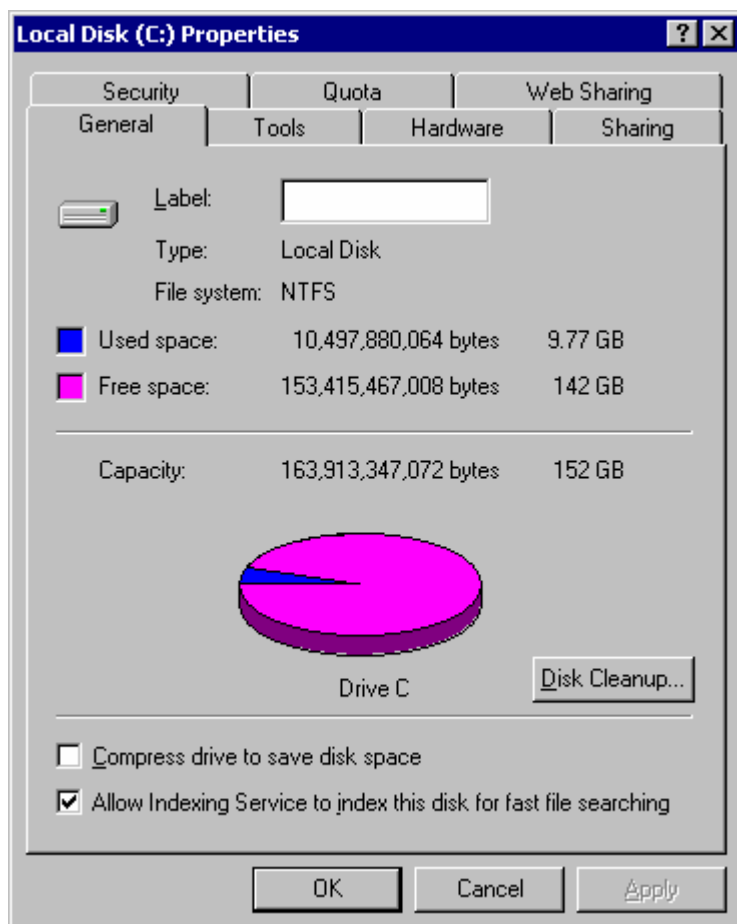 Local Disk (C:) Properties
Security Quota Web Sharing
General Tools Hardware Sharing
Label:
Type: Local Disk
File system: NTFS
Used space: 10,497,880,064 bytes 9.77 GB
Free space: 153,415,467,008 bytes 142 GB
Capacity: 163,913,347,072 bytes 152 GB
Drive C
Disk Cleanup...
Compress drive to save disk space
Allow Indexing Service to index this disk for fast file searching
OK Cancel Apply